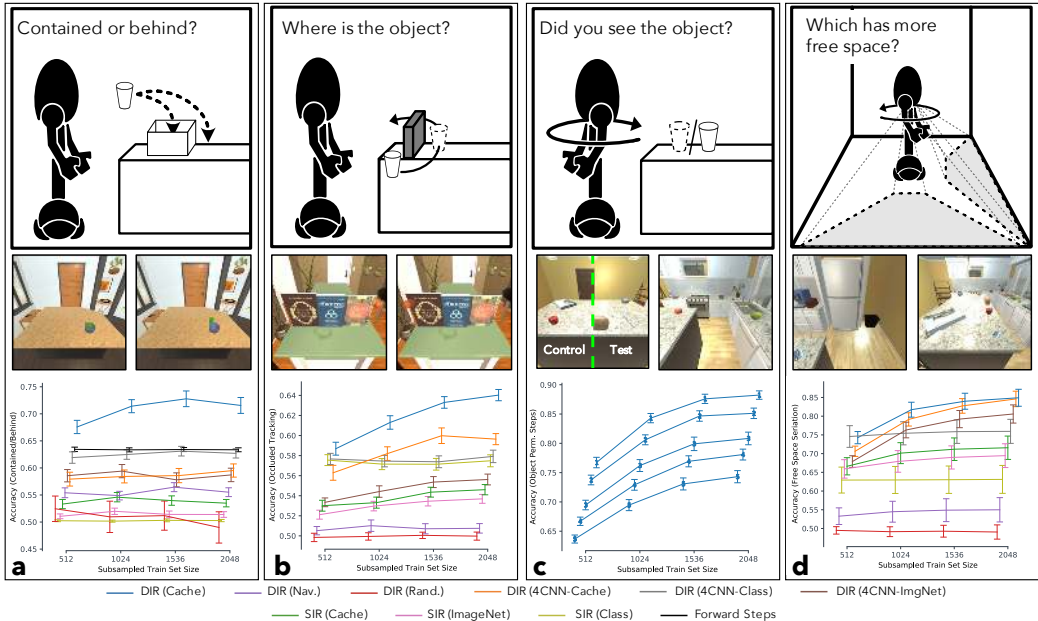 Contained or behind?
Where is the object?
Did you see the object?
Which has more
free space?
Control
Test
0.75
0.70
0.65
0.60
0.55
0.50
0.45
Accuracy (Contained/Behind)
512
1024
1536
2048
Subsampled Train Set Size
a
0.64
0.62
0.60
0.58
0.56
0.54
0.52
0.50
Accuracy (Occluded Tracking)
512
1024
1536
2048
Subsampled Train Set Size
b
0.90
0.85
0.80
0.75
0.70
0.65
Accuracy (Object Perm. Steps)
512
1024
1536
2048
Subsampled Train Set Size
c
0.85
0.80
0.75
0.70
0.65
0.60
0.55
0.50
Accuracy (Free Space Seriation)
512
1024
1536
2048
Subsampled Train Set Size
d
DIR (Cache)
DIR (Nav.)
DIR (Rand.)
DIR (4CNN-Cache)
DIR (4CNN-Class)
DIR (4CNN-ImgNet)
SIR (Cache)
SIR (ImageNet)
SIR (Class)
Forward Steps